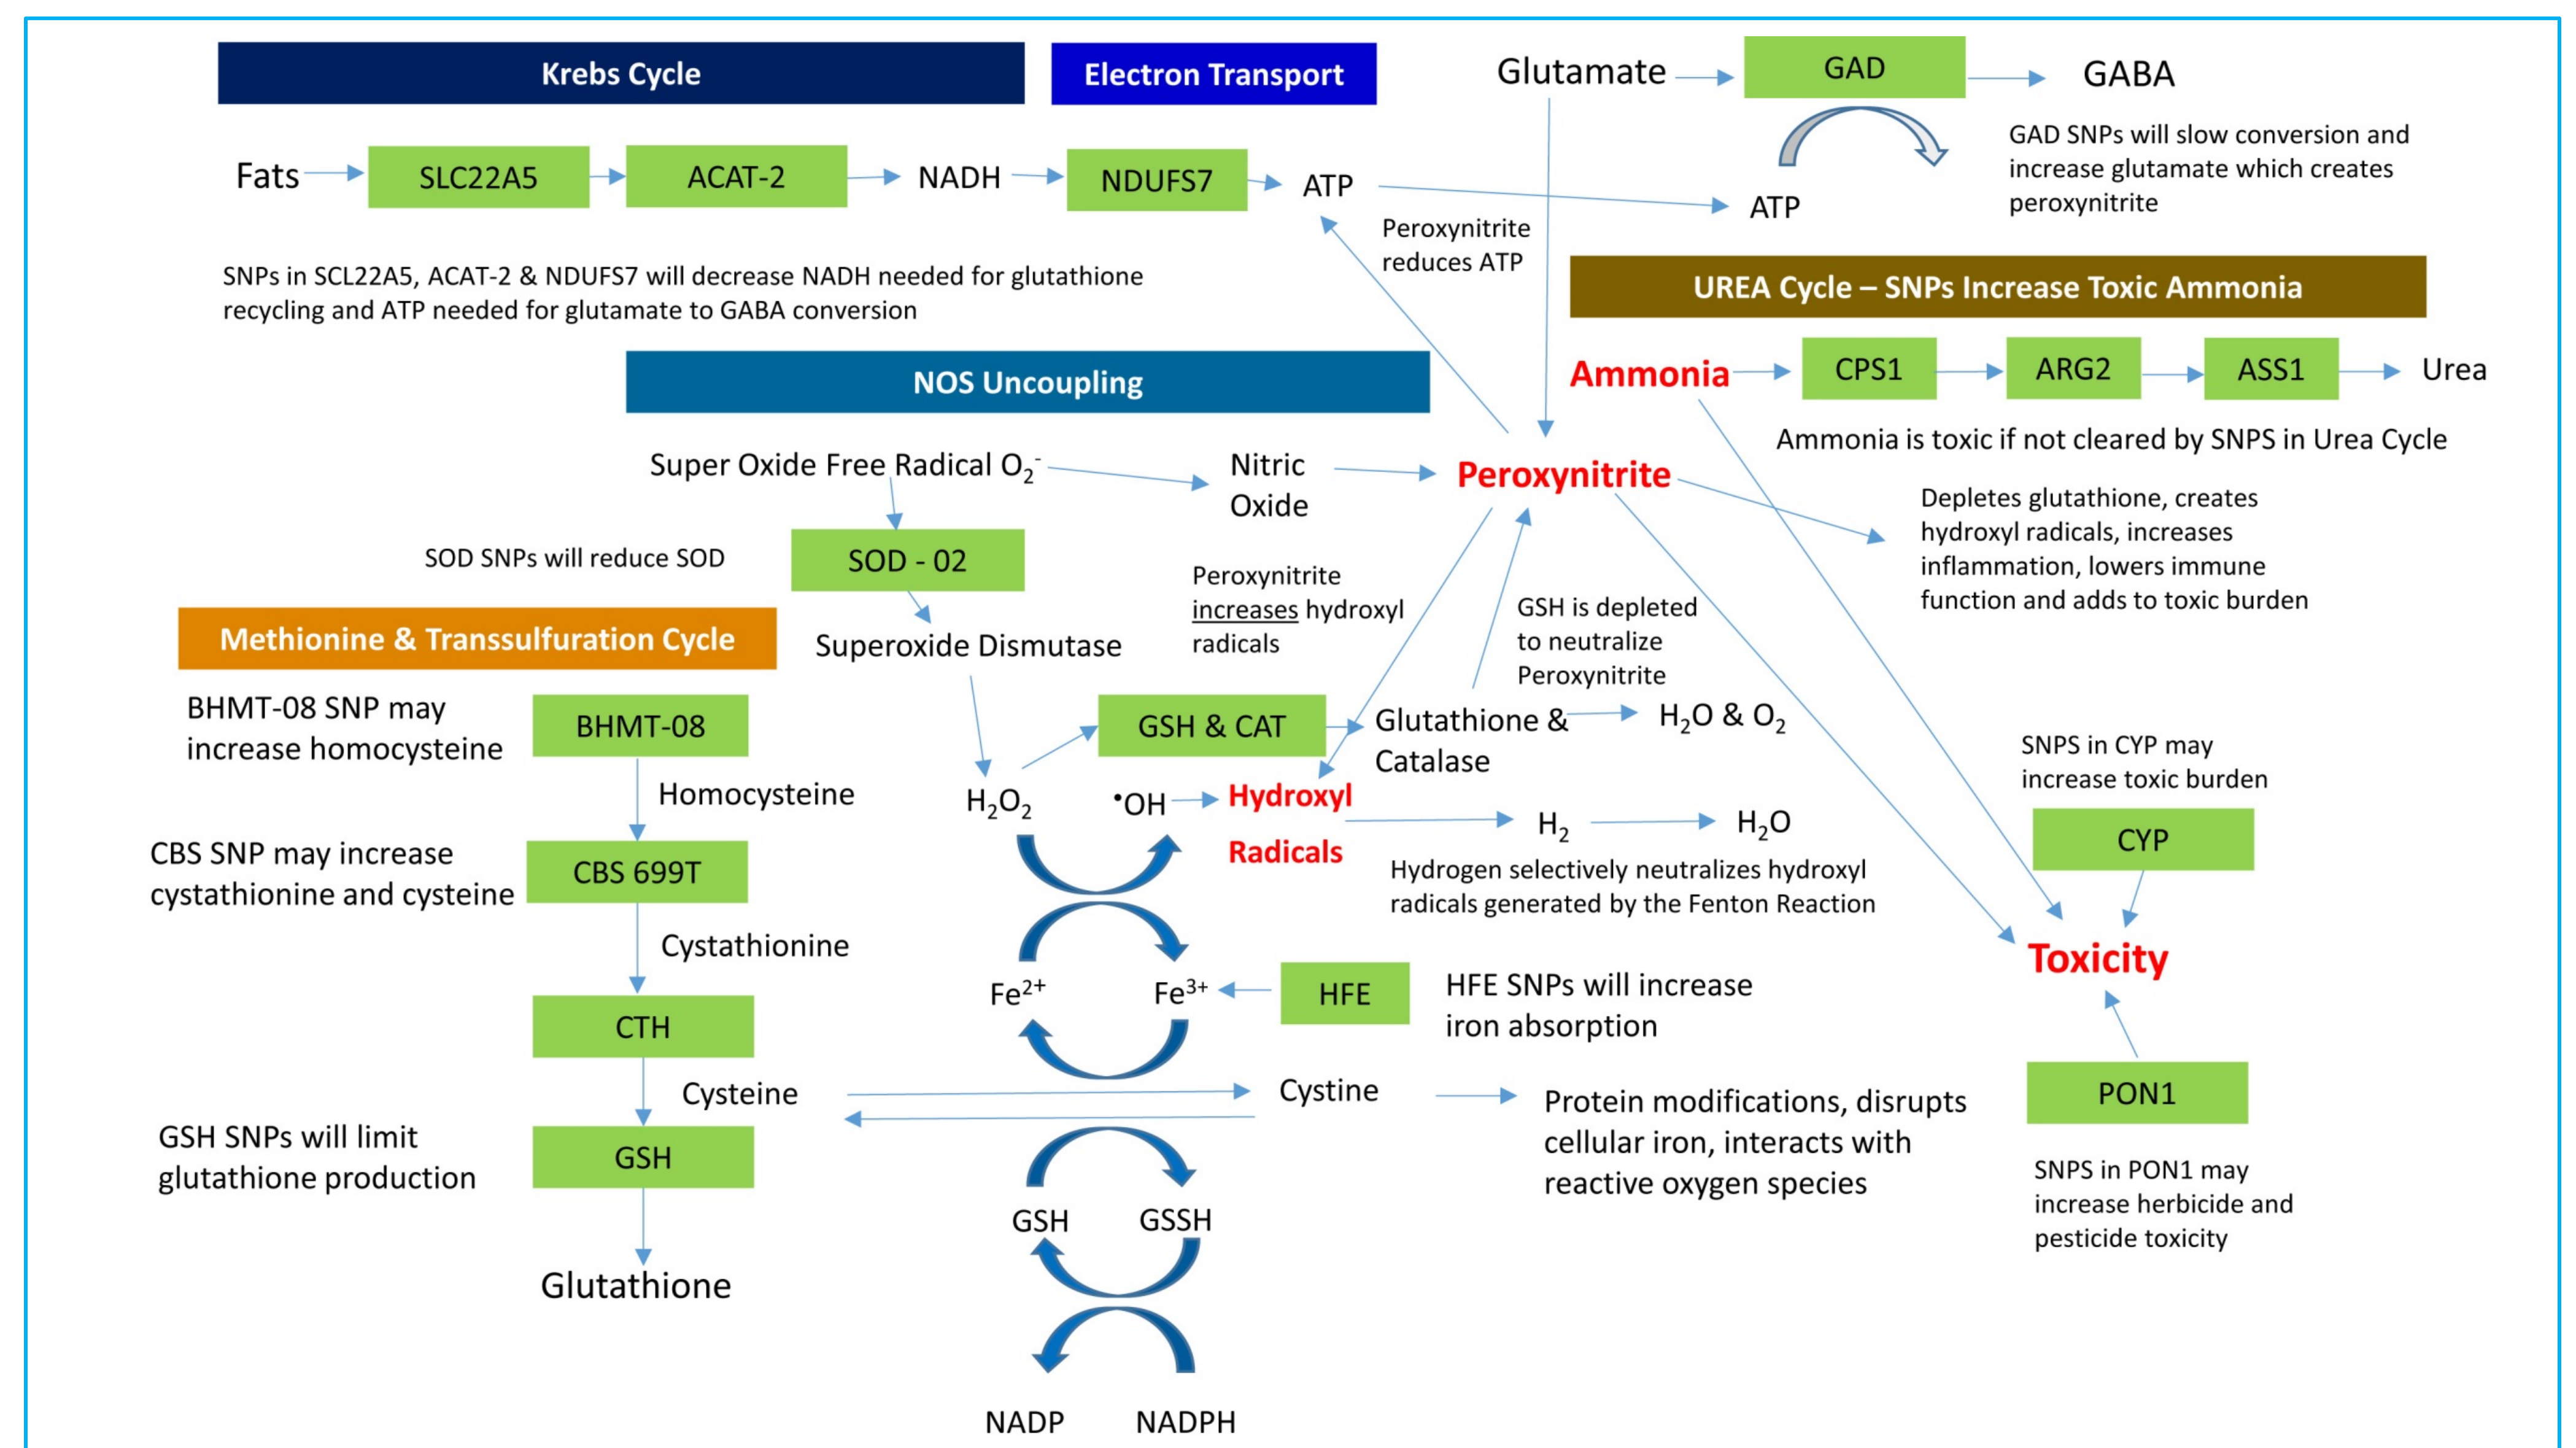 Krebs Cycle
Electron Transport
Glutamate
GAD
GABA
GAD SNPs will slow conversion and
increase glutamate which creates
peroxynitrite
Fats
SLC22A5
ACAT-2
NADH
NDUFS7
ATP
ATP
Peroxynitrite
reduces ATP
SNPs in SCL22A5, ACAT-2 & NDUFS7 will decrease NADH needed for glutathione
recycling and ATP needed for glutamate to GABA conversion
UREA Cycle – SNPs Increase Toxic Ammonia
Ammonia
CPS1
ARG2
ASS1
Urea
Ammonia is toxic if not cleared by SNPS in Urea Cycle
NOS Uncoupling
Super Oxide Free Radical O₂⁻
Nitric
Oxide
Peroxynitrite
Depletes glutathione, creates
hydroxyl radicals, increases
inflammation, lowers immune
function and adds to toxic burden
SOD SNPs will reduce SOD
SOD - 02
Superoxide Dismutase
Peroxynitrite
increases hydroxyl
radicals
GSH is depleted
to neutralize
Peroxynitrite
Methionine & Transsulfuration Cycle
BHMT-08 SNP may
increase homocysteine
BHMT-08
Homocysteine
GSH & CAT
Glutathione &
Catalase
H₂O & O₂
H₂O₂
•OH
Hydroxyl
Radicals
H₂
H₂O
Hydrogen selectively neutralizes hydroxyl
radicals generated by the Fenton Reaction
SNPS in CYP may
increase toxic burden
CYP
Toxicity
CBS SNP may increase
cystathionine and cysteine
CBS 699T
Cystathionine
Fe²⁺
Fe³⁺
HFE
HFE SNPs will increase
iron absorption
CTH
Cysteine
Cystine
Protein modifications, disrupts
cellular iron, interacts with
reactive oxygen species
PON1
SNPS in PON1 may
increase herbicide and
pesticide toxicity
GSH SNPs will limit
glutathione production
GSH
Glutathione
GSH
GSSH
NADP
NADPH